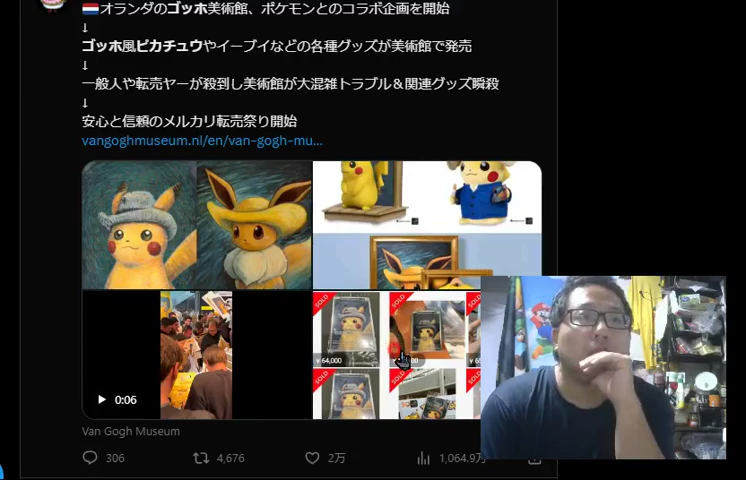 オランダのゴッホ美術館、ポケモンとのコラボ企画を開始
↓
ゴッホ風ピカチュウやイーブイなどの各種グッズが美術館で発売
↓
一般人や転売ヤーが殺到し美術館が大混雑トラブル＆関連グッズ瞬殺
↓
安心と信頼のメルカリ転売祭り開始
vangoghmuseum.nl/en/van-gogh-mu...
SOLD
SOLD
¥ 64,000
SOLD
SOLD
0:06
Van Gogh Museum
306
4,676
2万
1,064.9万